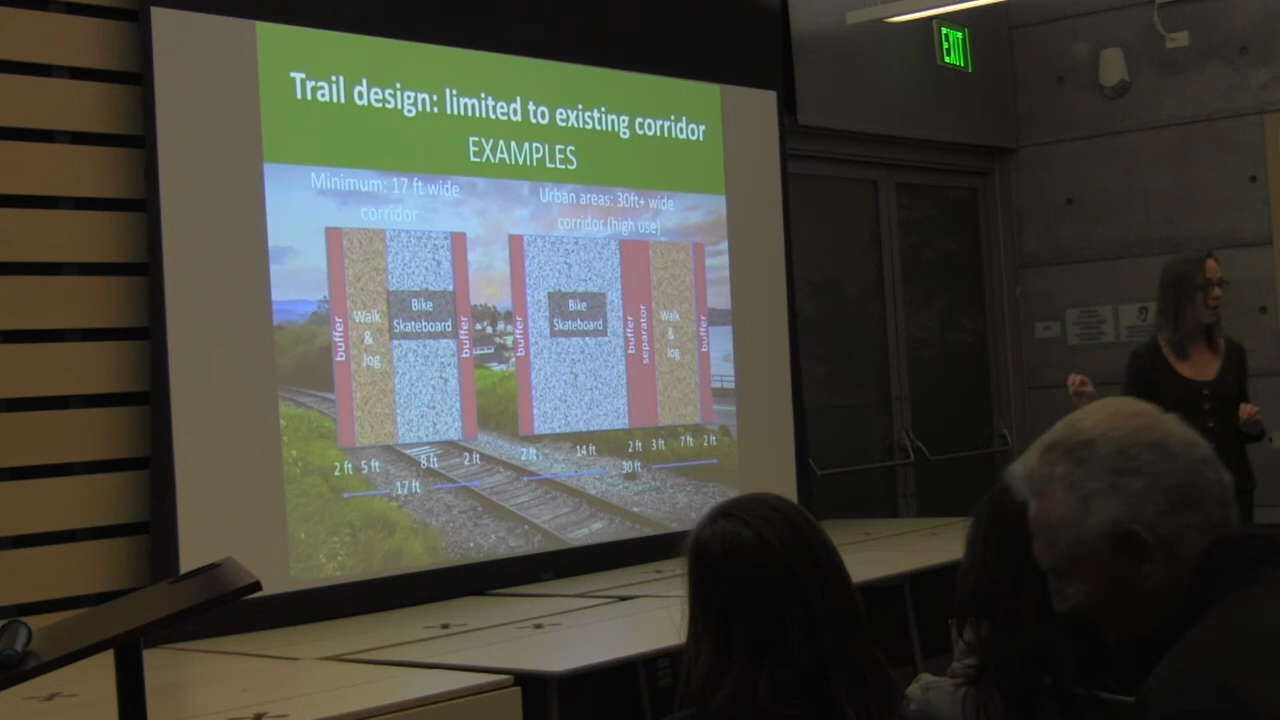 EXIT
Trail design: limited to existing corridor
EXAMPLES
Minimum: 17 ft wide
corridor
buffer
Walk
&
Jog
Bike
Skateboard
buffer
2 ft 5 ft 8 ft 2 ft
17 ft
Urban areas: 30ft+ wide
corridor (high use)
buffer
Bike
Skateboard
buffer
separator
Walk
&
Jog
buffer
2 ft 14 ft 2 ft 3 ft 7 ft 2 ft
30 ft